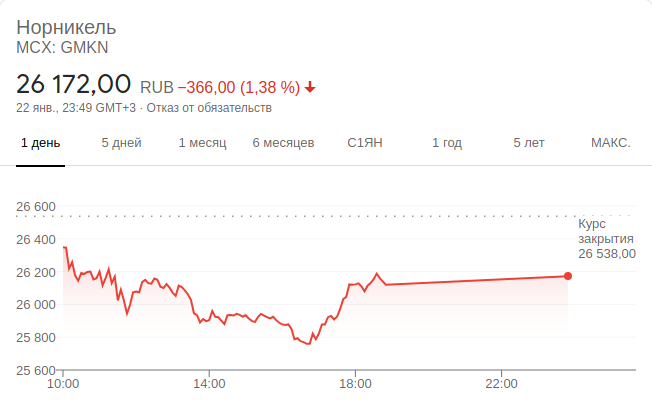 Норникель
MCX: GMKN
26 172,00 RUB −366,00 (1,38 %)
22 янв., 23:49 GMT+3 · Отказ от обязательств
1 день 5 дней 1 месяц 6 месяцев С1ЯН 1 год 5 лет МАКС.
26 600
Курс
закрытия
26 538,00
26 400
26 200
26 000
25 800
25 600
10:00 14:00 18:00 22:00